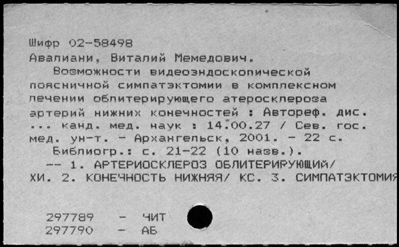 Шифр 02-58498
Авалиани, Виталий Мемедович.
Возможности видеоэндоскопической
поясничной симпатэктомии в комплексном
лечении облитерирующего атеросклероза
артерий нижних конечностей : Автореф. дис.
... канд. мед. наук : 14.00.27 / Сев. гос.
мед. ун-т. - Архангельск, 2001. - 22 с.
Библиогр.: с. 21-22 (10 назв.).
-- 1. АРТЕРИОСКЛЕРОЗ ОБЛИТЕРИРУЮЩИЙ/
ХИ. 2. КОНЕЧНОСТЬ НИЖНЯЯ/ КС. 3. СИМПАТЭКТОМИЯ
297789 - ЧИТ
297790 - АБ